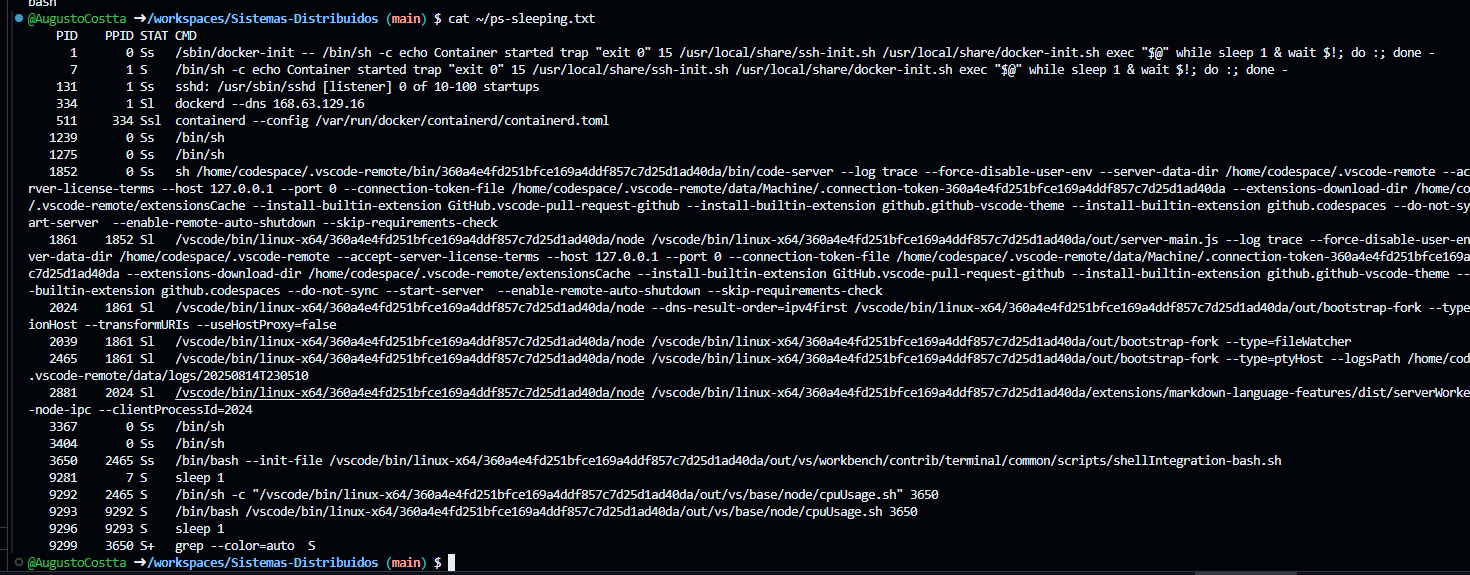 bash
@AugustoCostta ➜/workspaces/Sistemas-Distribuidos (main) $ cat ~/ps-sleeping.txt
PID PPID STAT CMD
1 0 Ss /sbin/docker-init -- /bin/sh -c echo Container started trap "exit 0" 15 /usr/local/share/ssh-init.sh /usr/local/share/docker-init.sh exec "$@" while sleep 1 & wait $!; do :; done -
7 1 S /bin/sh -c echo Container started trap "exit 0" 15 /usr/local/share/ssh-init.sh /usr/local/share/docker-init.sh exec "$@" while sleep 1 & wait $!; do :; done -
131 1 Ss sshd: /usr/sbin/sshd [listener] 0 of 10-100 startups
334 1 Sl dockerd --dns 168.63.129.16
511 334 Ssl containerd --config /var/run/docker/containerd/containerd.toml
1239 0 Ss /bin/sh
1275 0 Ss /bin/sh
1852 0 Ss sh /home/codespace/.vscode-remote/bin/360a4e4fd251bfce169a4ddf857c7d25d1ad40da/bin/code-server --log trace --force-disable-user-env --server-data-dir /home/codespace/.vscode-remote --ac
rver-license-terms --host 127.0.0.1 --port 0 --connection-token-file /home/codespace/.vscode-remote/data/Machine/.connection-token-360a4e4fd251bfce169a4ddf857c7d25d1ad40da --extensions-download-dir /home/co
/.vscode-remote/extensionsCache --install-builtin-extension GitHub.vscode-pull-request-github --install-builtin-extension github.github-vscode-theme --install-builtin-extension github.codespaces --do-not-sy
art-server --enable-remote-auto-shutdown --skip-requirements-check
1861 1852 Sl /vscode/bin/linux-x64/360a4e4fd251bfce169a4ddf857c7d25d1ad40da/node /vscode/bin/linux-x64/360a4e4fd251bfce169a4ddf857c7d25d1ad40da/out/server-main.js --log trace --force-disable-user-en
ver-data-dir /home/codespace/.vscode-remote --accept-server-license-terms --host 127.0.0.1 --port 0 --connection-token-file /home/codespace/.vscode-remote/data/Machine/.connection-token-360a4e4fd251bfce169a4ddf857
c7d25d1ad40da --extensions-download-dir /home/codespace/.vscode-remote/extensionsCache --install-builtin-extension GitHub.vscode-pull-request-github --install-builtin-extension github.github-vscode-theme --
-builtin-extension github.codespaces --do-not-sync --start-server --enable-remote-auto-shutdown --skip-requirements-check
2024 1861 Sl /vscode/bin/linux-x64/360a4e4fd251bfce169a4ddf857c7d25d1ad40da/node --dns-result-order=ipv4first /vscode/bin/linux-x64/360a4e4fd251bfce169a4ddf857c7d25d1ad40da/out/bootstrap-fork --type
ionHost --transformURIs --useHostProxy=false
2039 1861 Sl /vscode/bin/linux-x64/360a4e4fd251bfce169a4ddf857c7d25d1ad40da/node /vscode/bin/linux-x64/360a4e4fd251bfce169a4ddf857c7d25d1ad40da/out/bootstrap-fork --type=fileWatcher
2465 1861 Sl /vscode/bin/linux-x64/360a4e4fd251bfce169a4ddf857c7d25d1ad40da/node /vscode/bin/linux-x64/360a4e4fd251bfce169a4ddf857c7d25d1ad40da/out/bootstrap-fork --type=ptyHost --logsPath /home/cod
.vscode-remote/data/logs/20250814T230510
2881 2024 Sl /vscode/bin/linux-x64/360a4e4fd251bfce169a4ddf857c7d25d1ad40da/node /vscode/bin/linux-x64/360a4e4fd251bfce169a4ddf857c7d25d1ad40da/extensions/markdown-language-features/dist/serverWorke
-node-ipc --clientProcessId=2024
3367 0 Ss /bin/sh
3404 0 Ss /bin/sh
3650 2465 Ss /bin/bash --init-file /vscode/bin/linux-x64/360a4e4fd251bfce169a4ddf857c7d25d1ad40da/out/vs/workbench/contrib/terminal/common/scripts/shellIntegration-bash.sh
9281 7 S sleep 1
9292 2465 S /bin/sh -c "/vscode/bin/linux-x64/360a4e4fd251bfce169a4ddf857c7d25d1ad40da/out/vs/base/node/cpuUsage.sh" 3650
9293 9292 S /bin/bash /vscode/bin/linux-x64/360a4e4fd251bfce169a4ddf857c7d25d1ad40da/out/vs/base/node/cpuUsage.sh 3650
9296 9293 S sleep 1
9299 3650 S+ grep --color=auto S
@AugustoCostta ➜/workspaces/Sistemas-Distribuidos (main) $